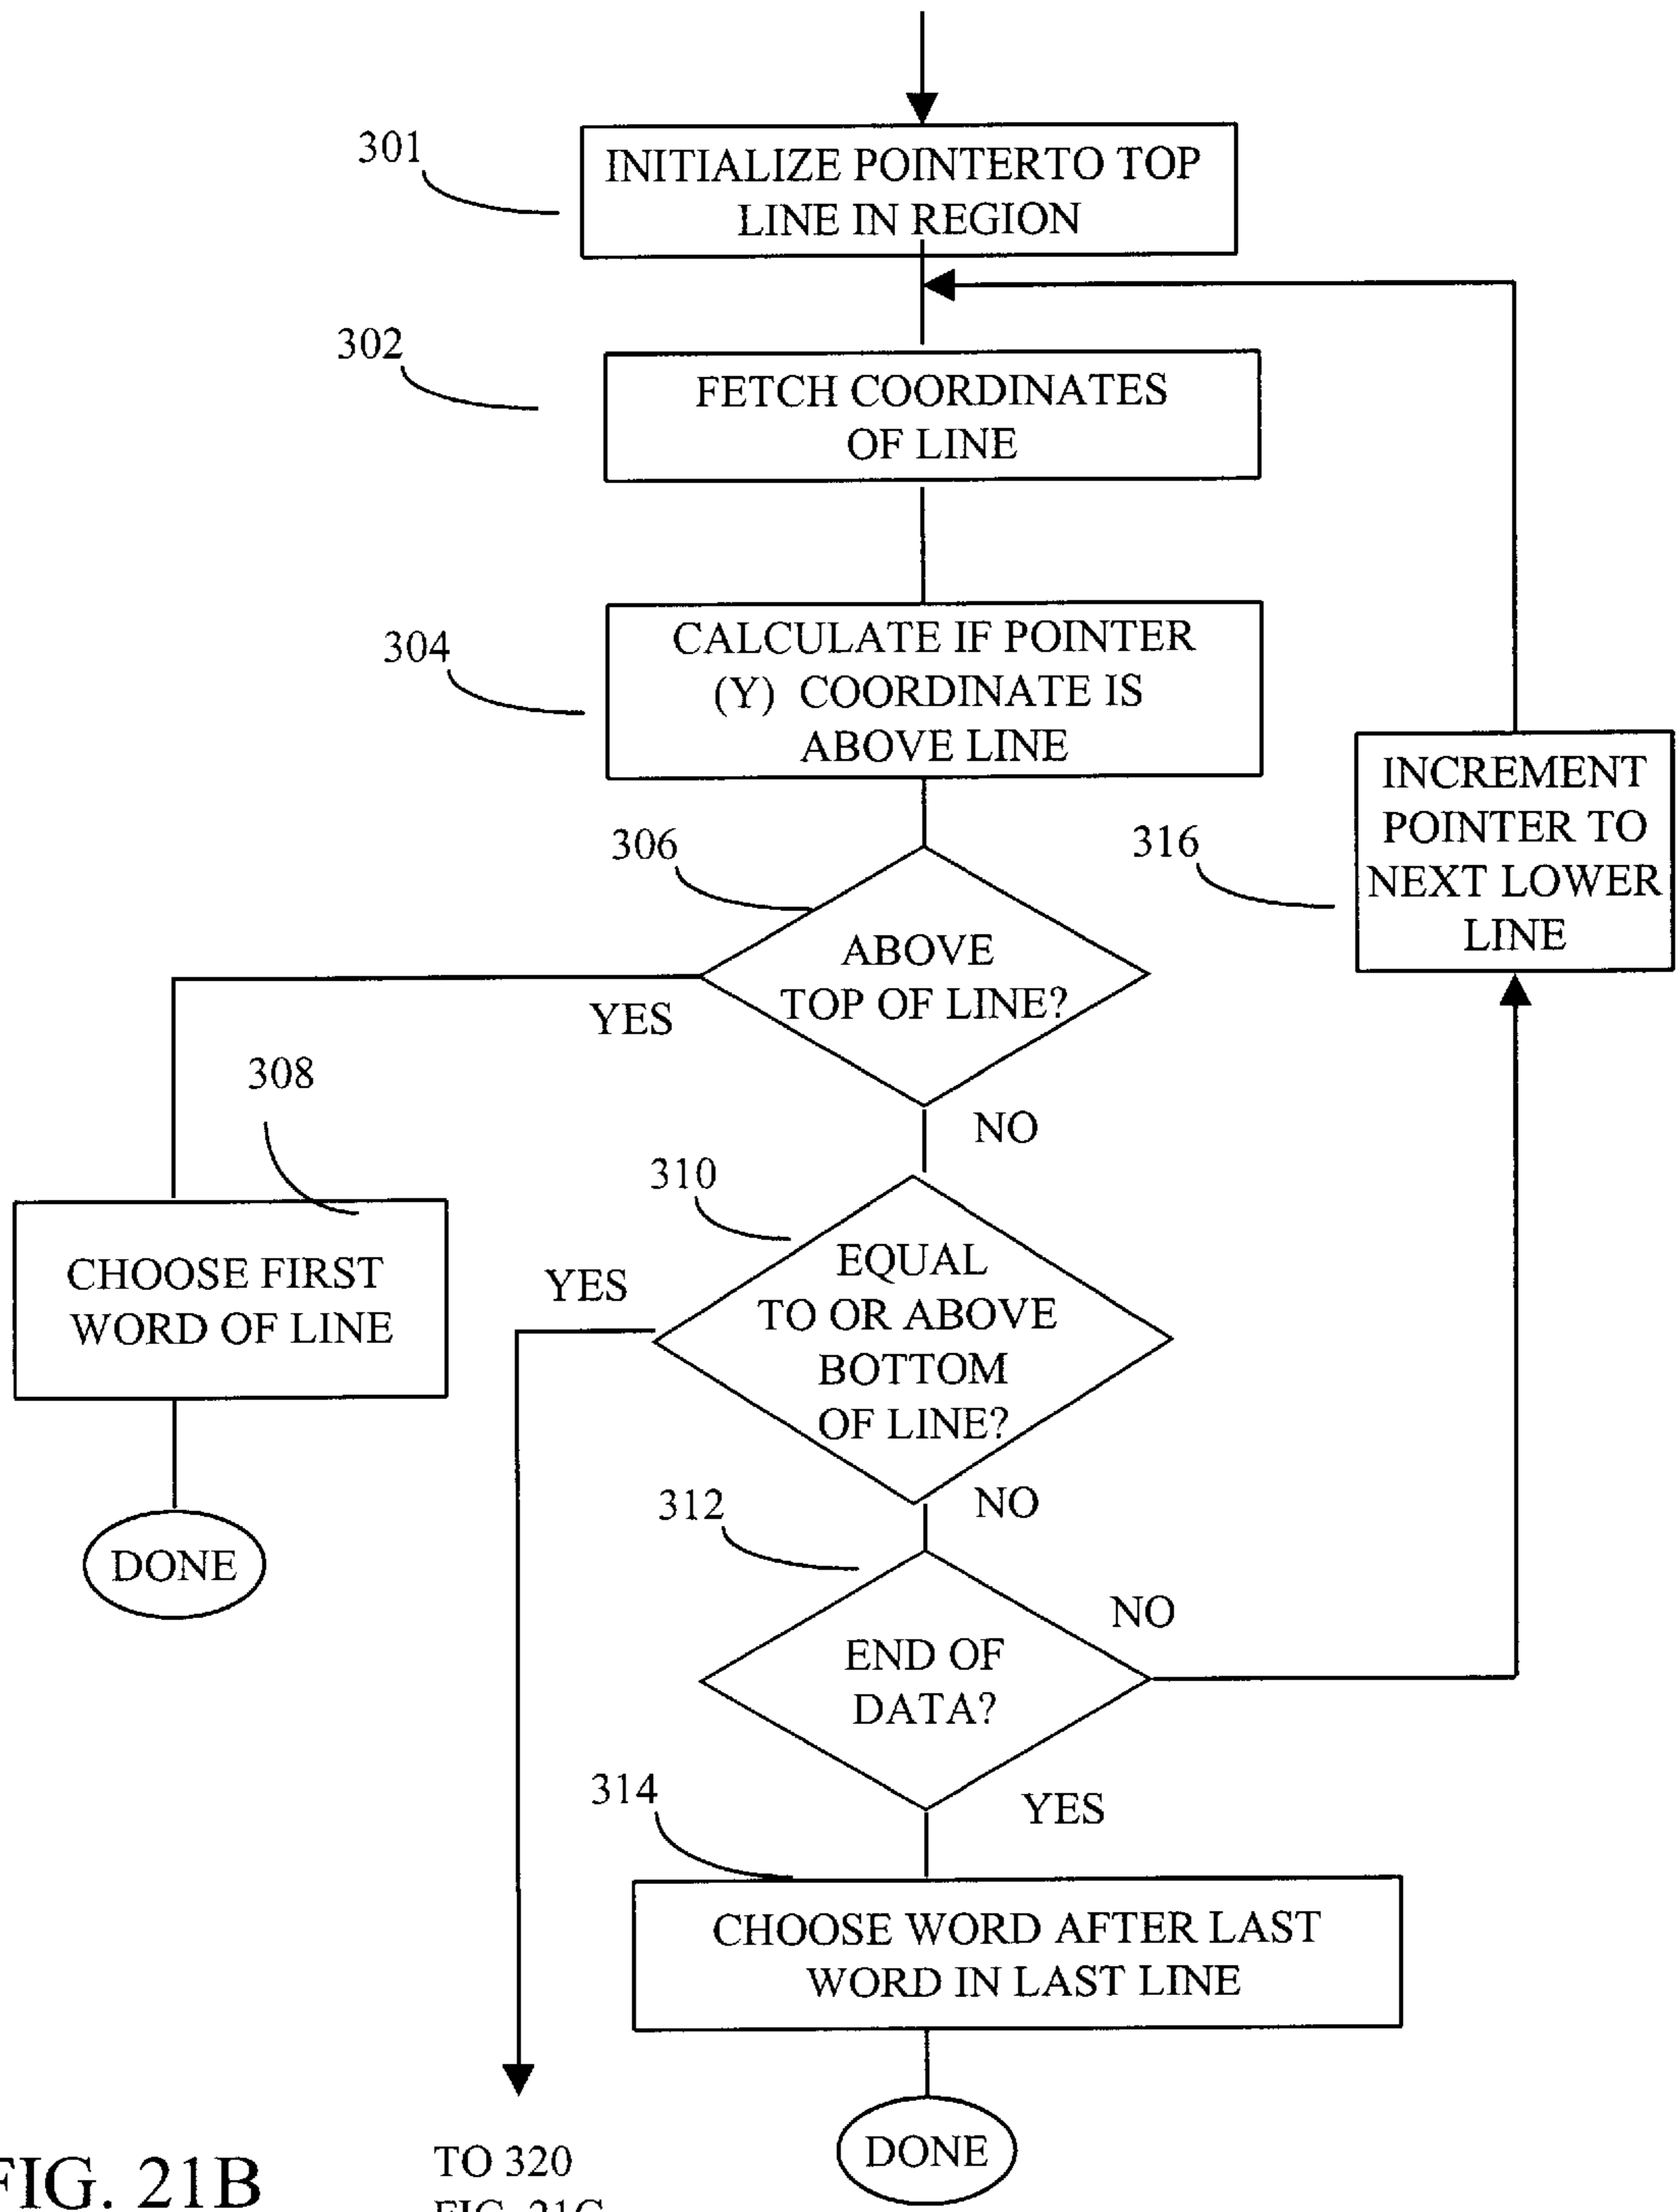 301
INITIALIZE POINTERTO TOP
LINE IN REGION
302
FETCH COORDINATES
OF LINE
304
CALCULATE IF POINTER
(Y) COORDINATE IS
ABOVE LINE
316
INCREMENT
POINTER TO
NEXT LOWER
LINE
306
ABOVE
TOP OF LINE?
YES
NO
308
CHOOSE FIRST
WORD OF LINE
DONE
310
EQUAL
TO OR ABOVE
BOTTOM
OF LINE?
YES
NO
312
END OF
DATA?
NO
YES
314
CHOOSE WORD AFTER LAST
WORD IN LAST LINE
DONE
TO 320
FIG. 21C
FIG. 21B